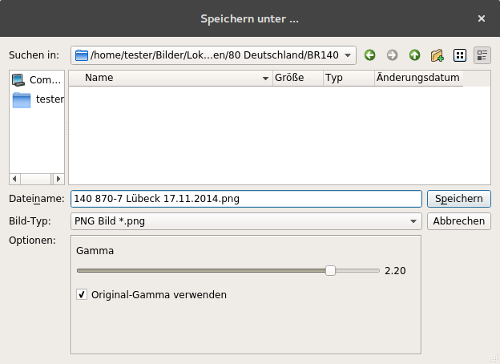 Speichern unter ...
Suchen in: /home/tester/Bilder/Lok...en/80 Deutschland/BR140
Com...
tester
Name Größe Typ Änderungsdatum
Dateiname: 140 870-7 Lübeck 17.11.2014.png Speichern
Bild-Typ: PNG Bild *.png Abbrechen
Optionen:
Gamma
2.20
Original-Gamma verwenden